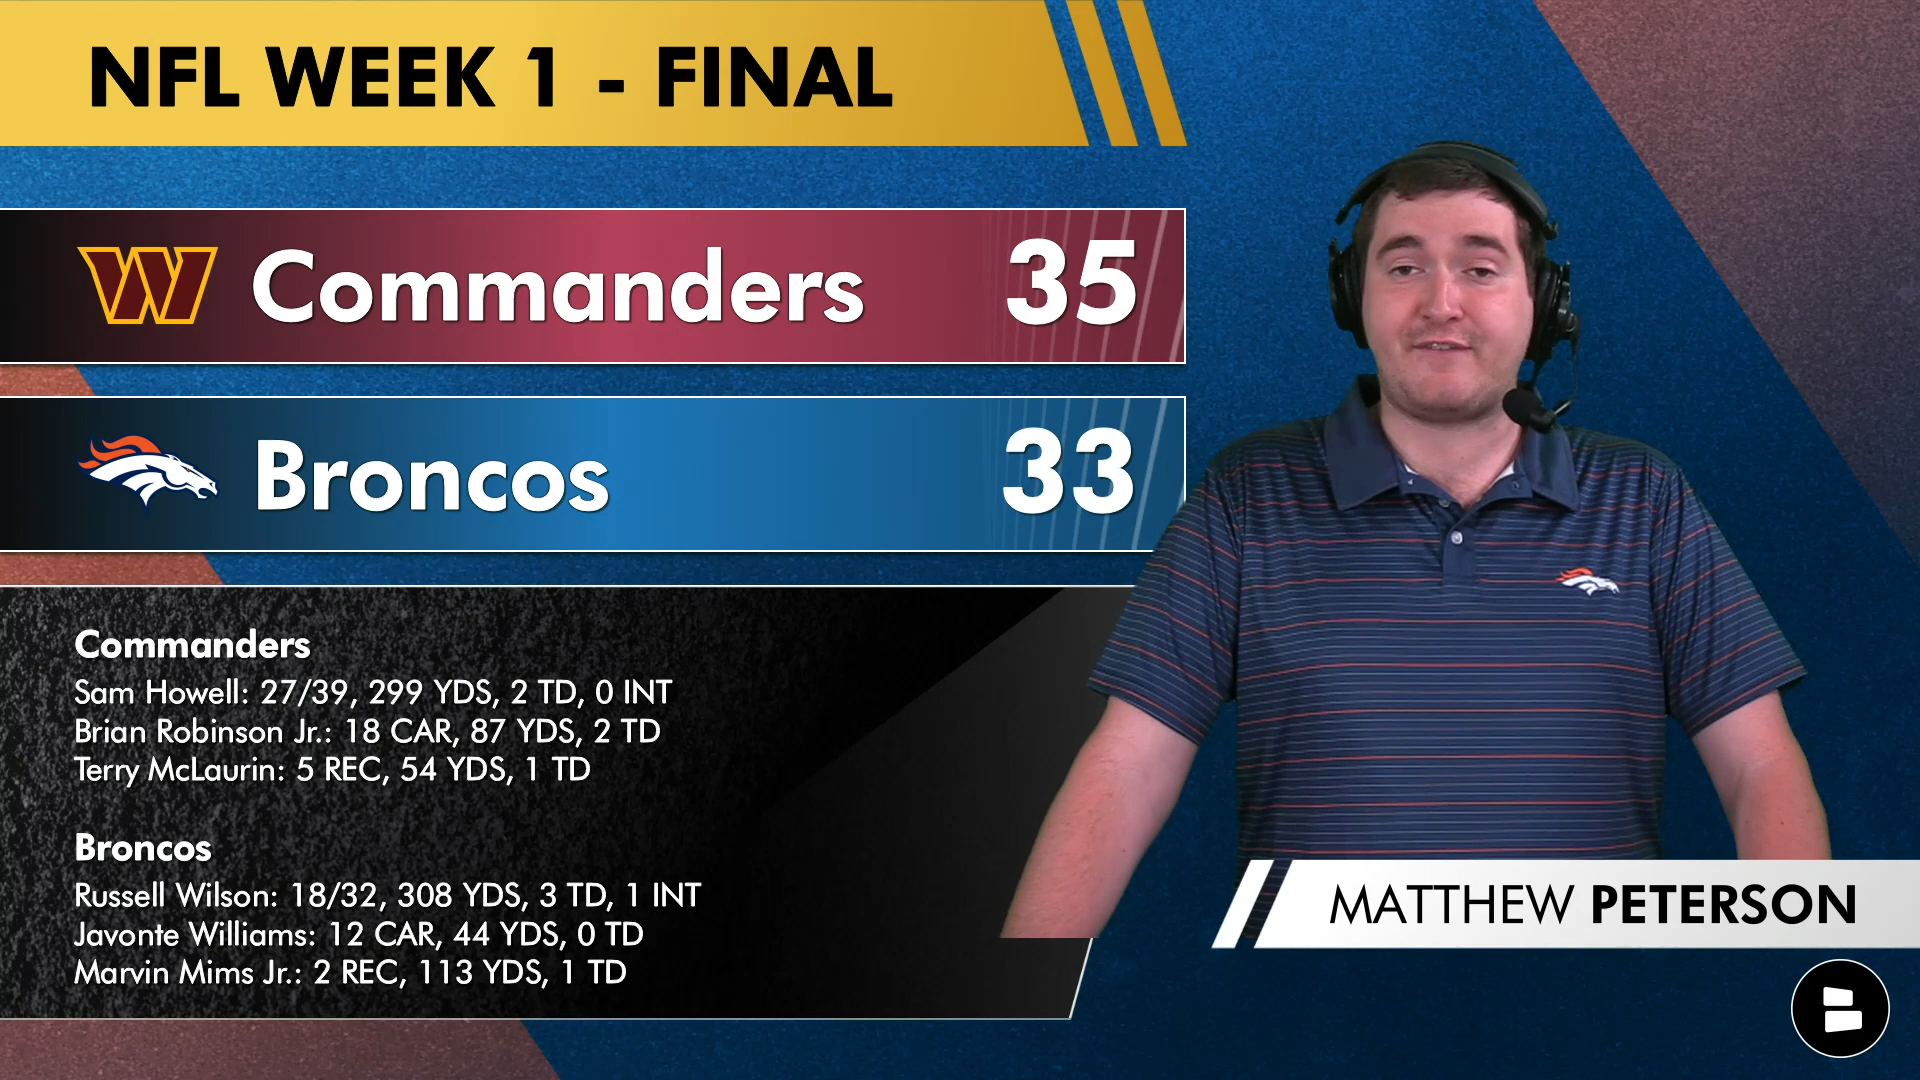 NFL WEEK 1 - FINAL
Commanders 35
Broncos 33
Commanders
Sam Howell: 27/39, 299 YDS, 2 TD, 0 INT
Brian Robinson Jr.: 18 CAR, 87 YDS, 2 TD
Terry McLaurin: 5 REC, 54 YDS, 1 TD
Broncos
Russell Wilson: 18/32, 308 YDS, 3 TD, 1 INT
Javonte Williams: 12 CAR, 44 YDS, 0 TD
Marvin Mims Jr.: 2 REC, 113 YDS, 1 TD
MATTHEW PETERSON